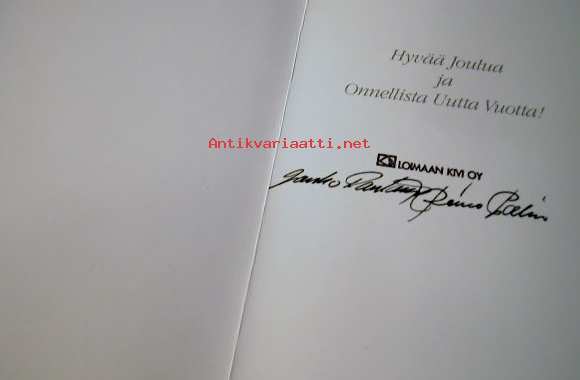 Hyvää Joulua
ja
Onnellista Uutta Vuotta!
Antikvariaatti.net
LOIMAAN KIVI OY